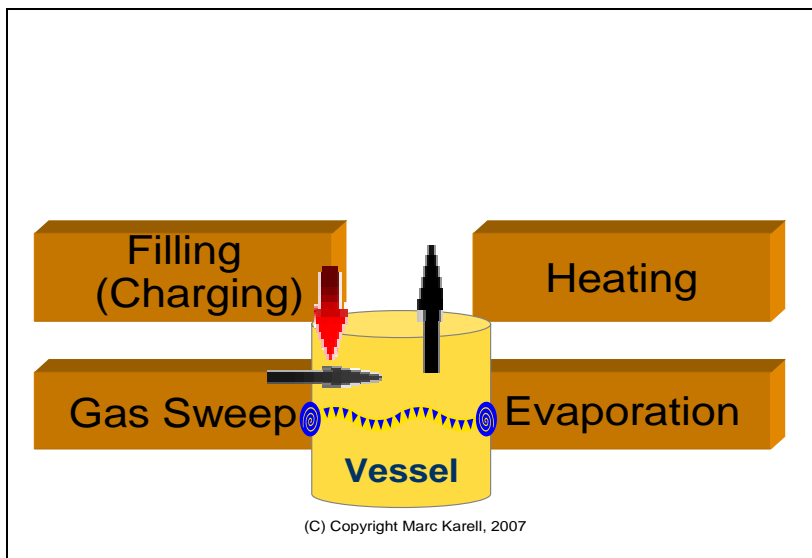 Filling
(Charging)
Heating
Gas Sweep
Evaporation
Vessel
(C) Copyright Marc Karell, 2007